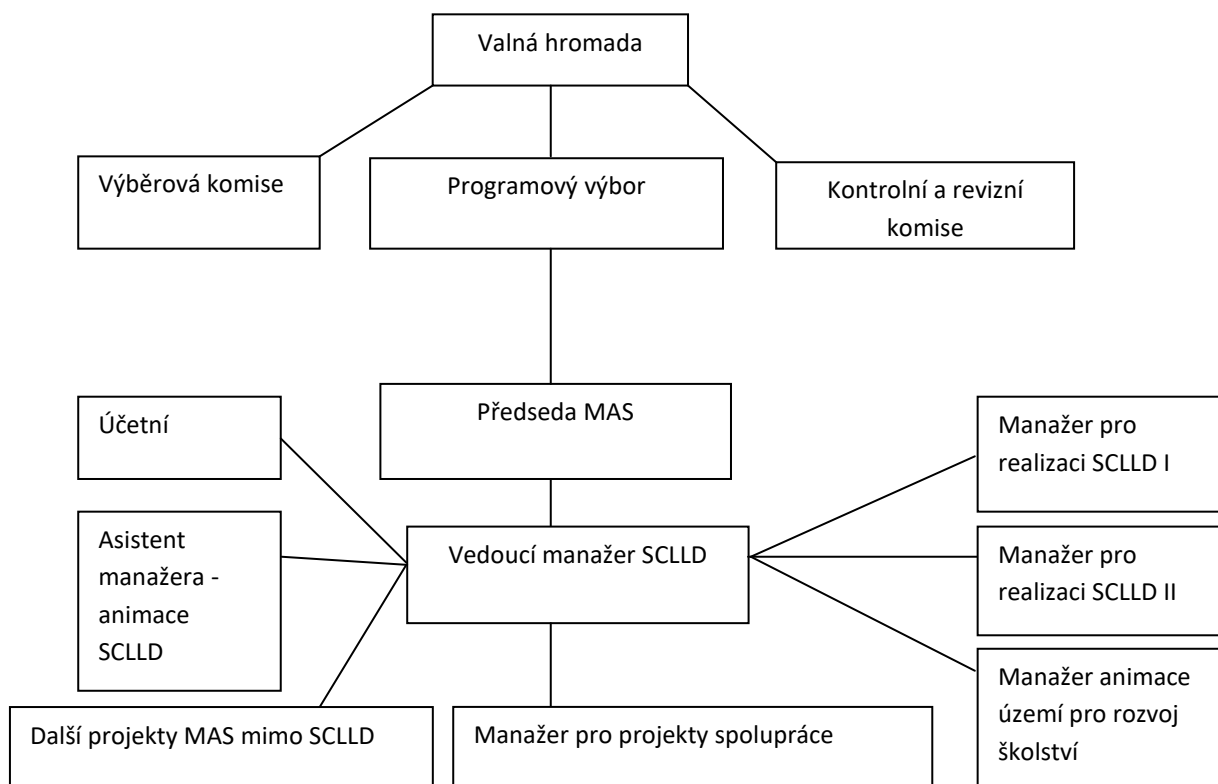 Valná hromada
Výběrová komise
Programový výbor
Kontrolní a revizní
komise
Předseda MAS
Účetní
Manažer pro
realizaci SCLLD I
Asistent
manažera -
animace
SCLLD
Vedoucí manažer SCLLD
Manažer pro
realizaci SCLLD II
Manažer animace
území pro rozvoj
školství
Další projekty MAS mimo SCLLD
Manažer pro projekty spolupráce